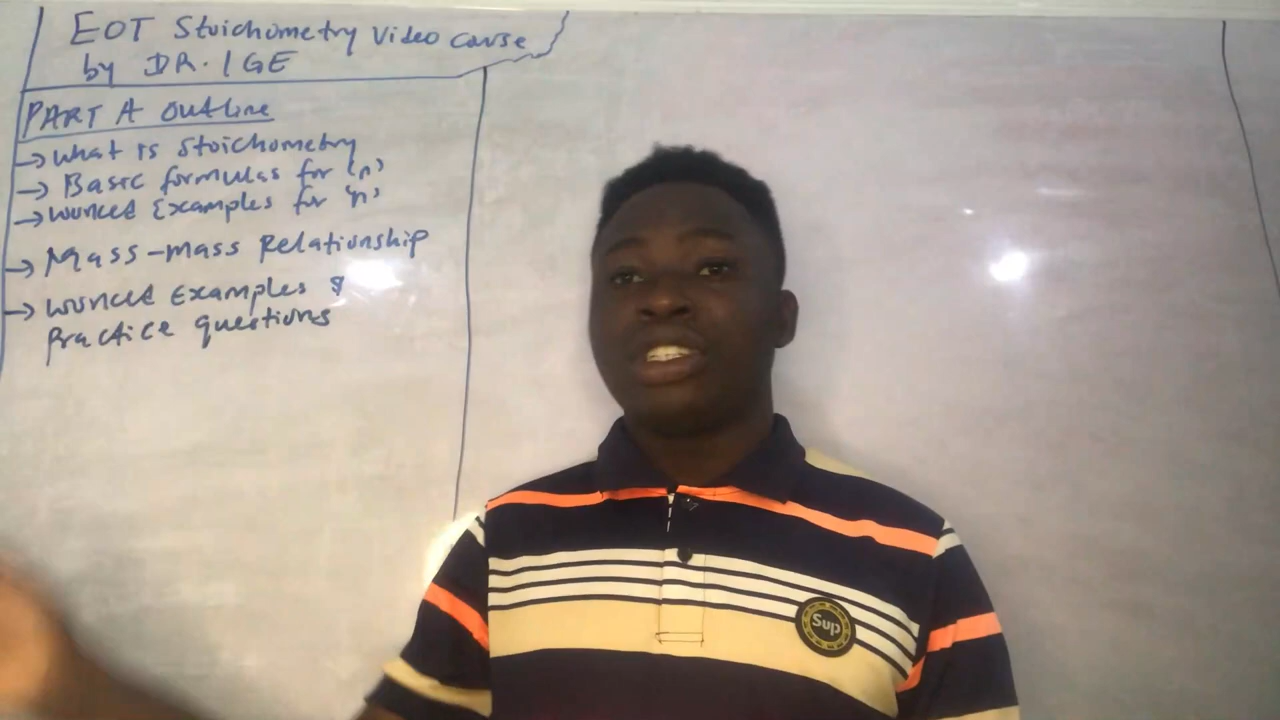 EOT Stoichometry Video course
by DR. IGE
PART A Outline
→ What is Stoichometry
→ Basic formulas for 'n'
→ Worked Examples for 'n'
→ Mass-mass Relationship
→ Worked Examples &
Practice questions
Sup